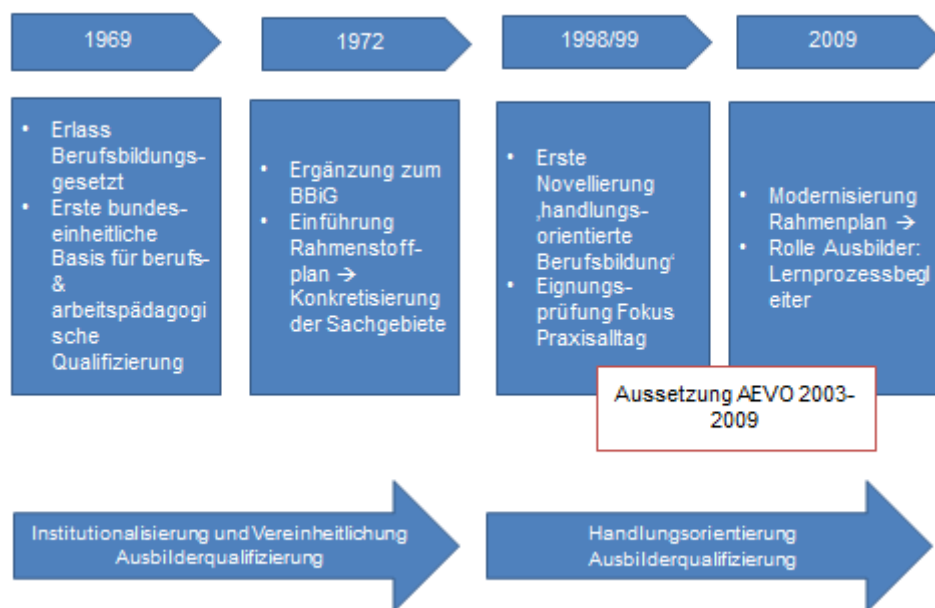 1969
1972
1998/99
2009
• Erlass
Berufsbildungs-
gesetzt
• Erste bundes-
einheitliche
Basis für berufs-
&
arbeitspädagogi
sche
Qualifizierung
• Ergänzung zum
BBiG
• Einführung
Rahmenstoff-
plan →
Konkretisierung
der Sachgebiete
• Erste
Novellierung
‚handlungs-
orientierte
Berufsbildung‘
• Eignungs-
prüfung Fokus
Praxisalltag
• Modernisierung
Rahmenplan →
• Rolle Ausbilder:
Lernprozessbegl
eiter
Aussetzung AEVO 2003-
2009
Institutionalisierung und Vereinheitlichung
Ausbilderqualifizierung
Handlungsorientierung
Ausbilderqualifizierung